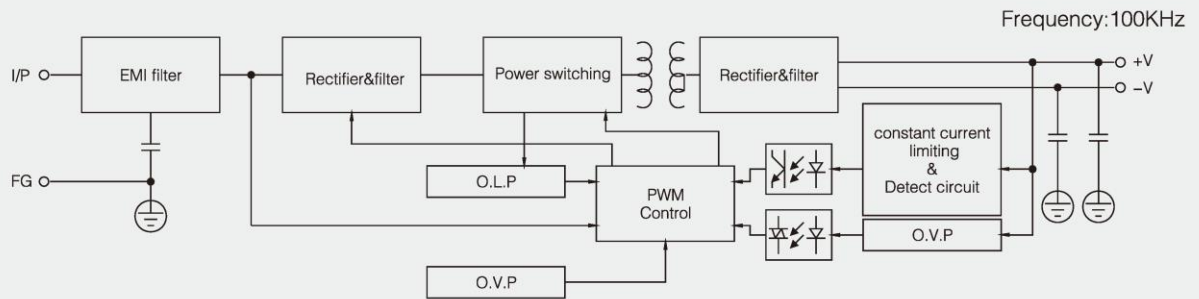 Frequency:100KHz
I/P
EMI filter
Rectifier&filter
Power switching
Rectifier&filter
+V
−V
constant current
limiting
&
Detect circuit
FG
O.L.P
PWM
Control
O.V.P
O.V.P